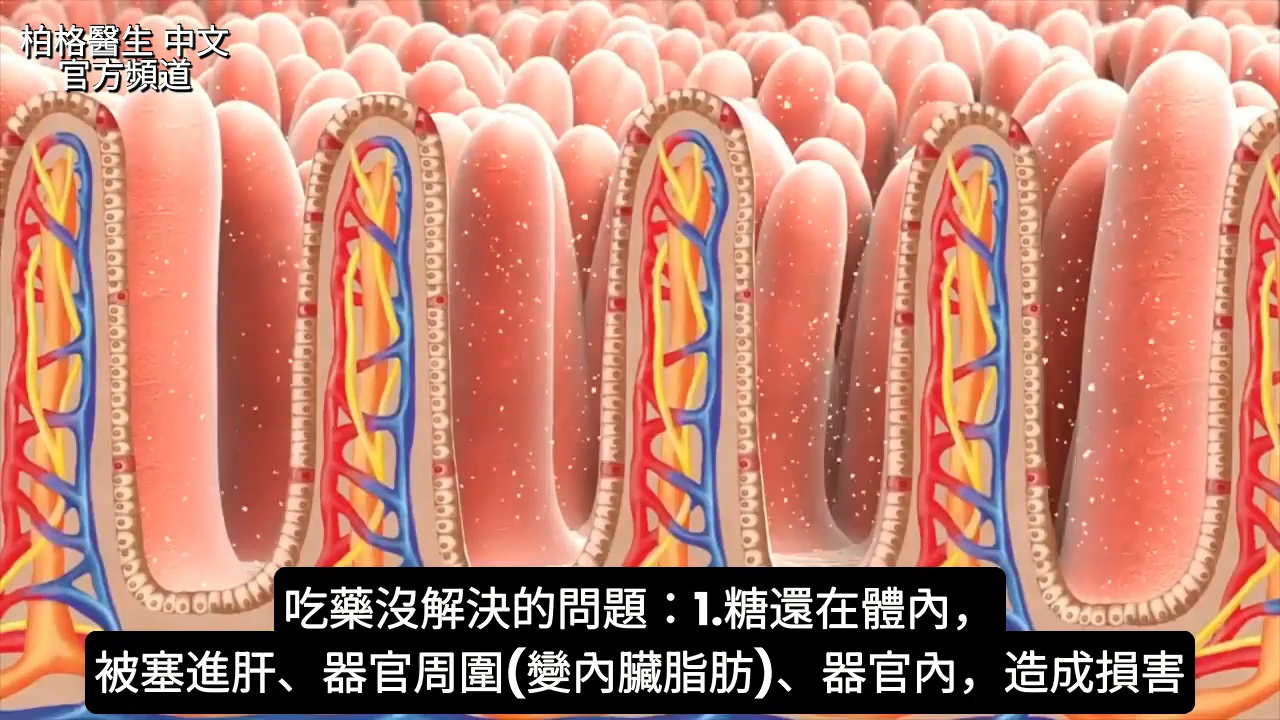 柏格醫生 中文
官方頻道
吃藥沒解決的問題：1.糖還在體內，
被塞進肝、器官周圍(變內臟脂肪)、器官內，造成損害